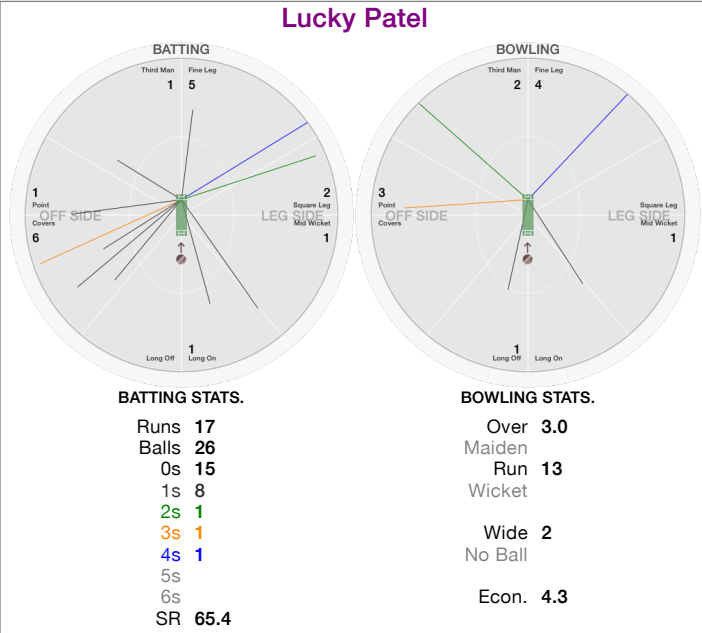 Lucky Patel
BATTING
Third Man Fine Leg
1 5
1 2
Point Square Leg
OFF SIDE LEG SIDE
Covers Mid Wicket
6 1
1
Long Off Long On
BOWLING
Third Man Fine Leg
2 4
3
Point Square Leg
OFF SIDE LEG SIDE
Covers Mid Wicket
1
1
Long Off Long On
BATTING STATS.
Runs 17
Balls 26
0s 15
1s 8
2s 1
3s 1
4s 1
5s
6s
SR 65.4
BOWLING STATS.
Over 3.0
Maiden
Run 13
Wicket
Wide 2
No Ball
Econ. 4.3